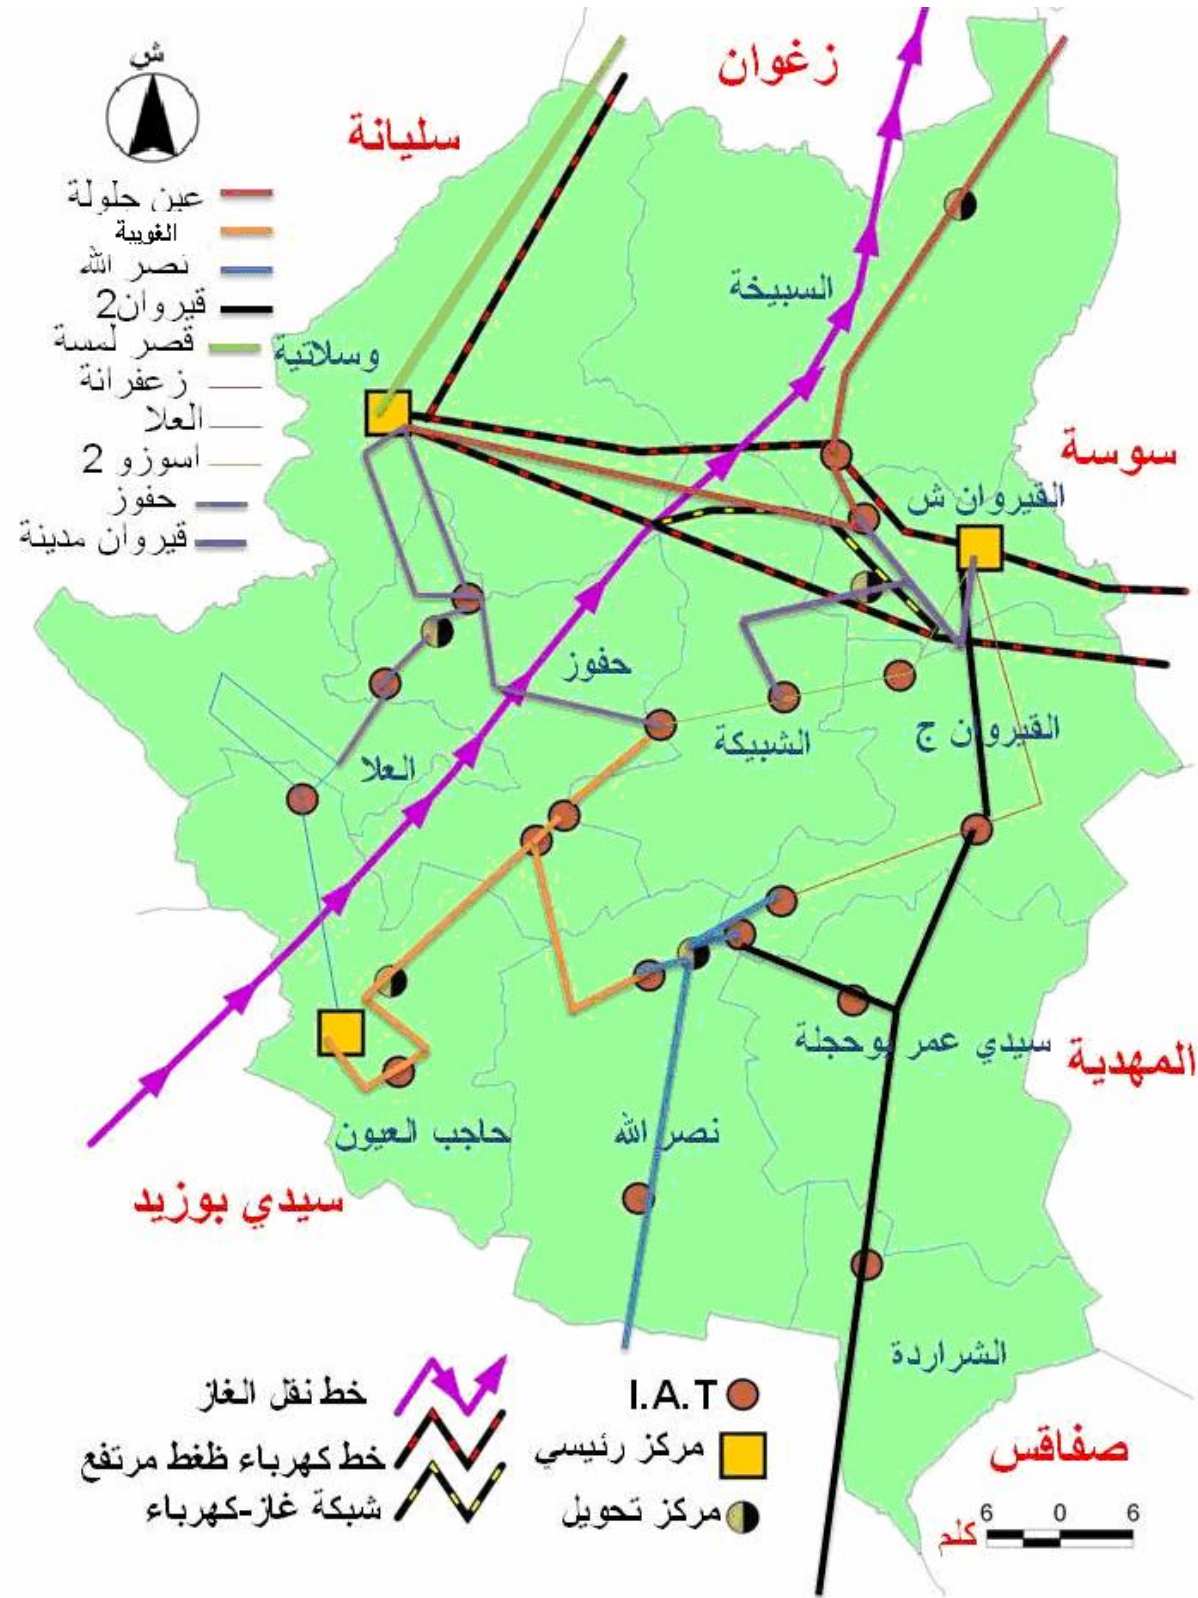 زغوان
ش
سليانة
عين جلولة
الغويبة
نصر الله
قيروان2
قصر لمسة
زعفرانة
العلا
اسوزو 2
حفوز
قيروان مدينة
السبيخة
وسلاتية
سوسة
القيروان ش
حفوز
الشبيكة
القيروان ج
العلا
سيدي عمر بوحجلة
المهدية
حاجب العيون
نصر الله
سيدي بوزيد
الشراردة
خط نقل الغاز
خط كهرباء ظغط مرتفع
شبكة غاز-كهرباء
I.A.T
مركز رئيسي
مركز تحويل
صفاقس
6 0 6
كلم